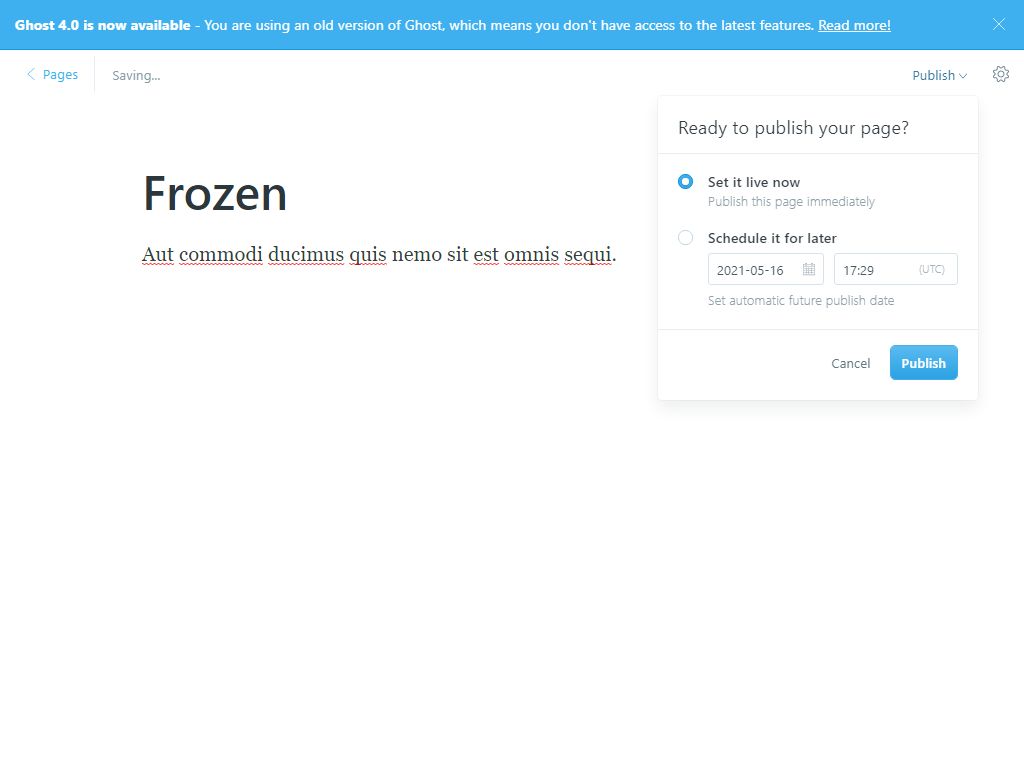 Ghost 4.0 is now available - You are using an old version of Ghost, which means you don't have access to the latest features. Read more!
Pages
Saving...
Publish
Ready to publish your page?
Set it live now
Publish this page immediately
Schedule it for later
2021-05-16
17:29 (UTC)
Set automatic future publish date
Cancel
Publish
Frozen
Aut commodi ducimus quis nemo sit est omnis sequi.